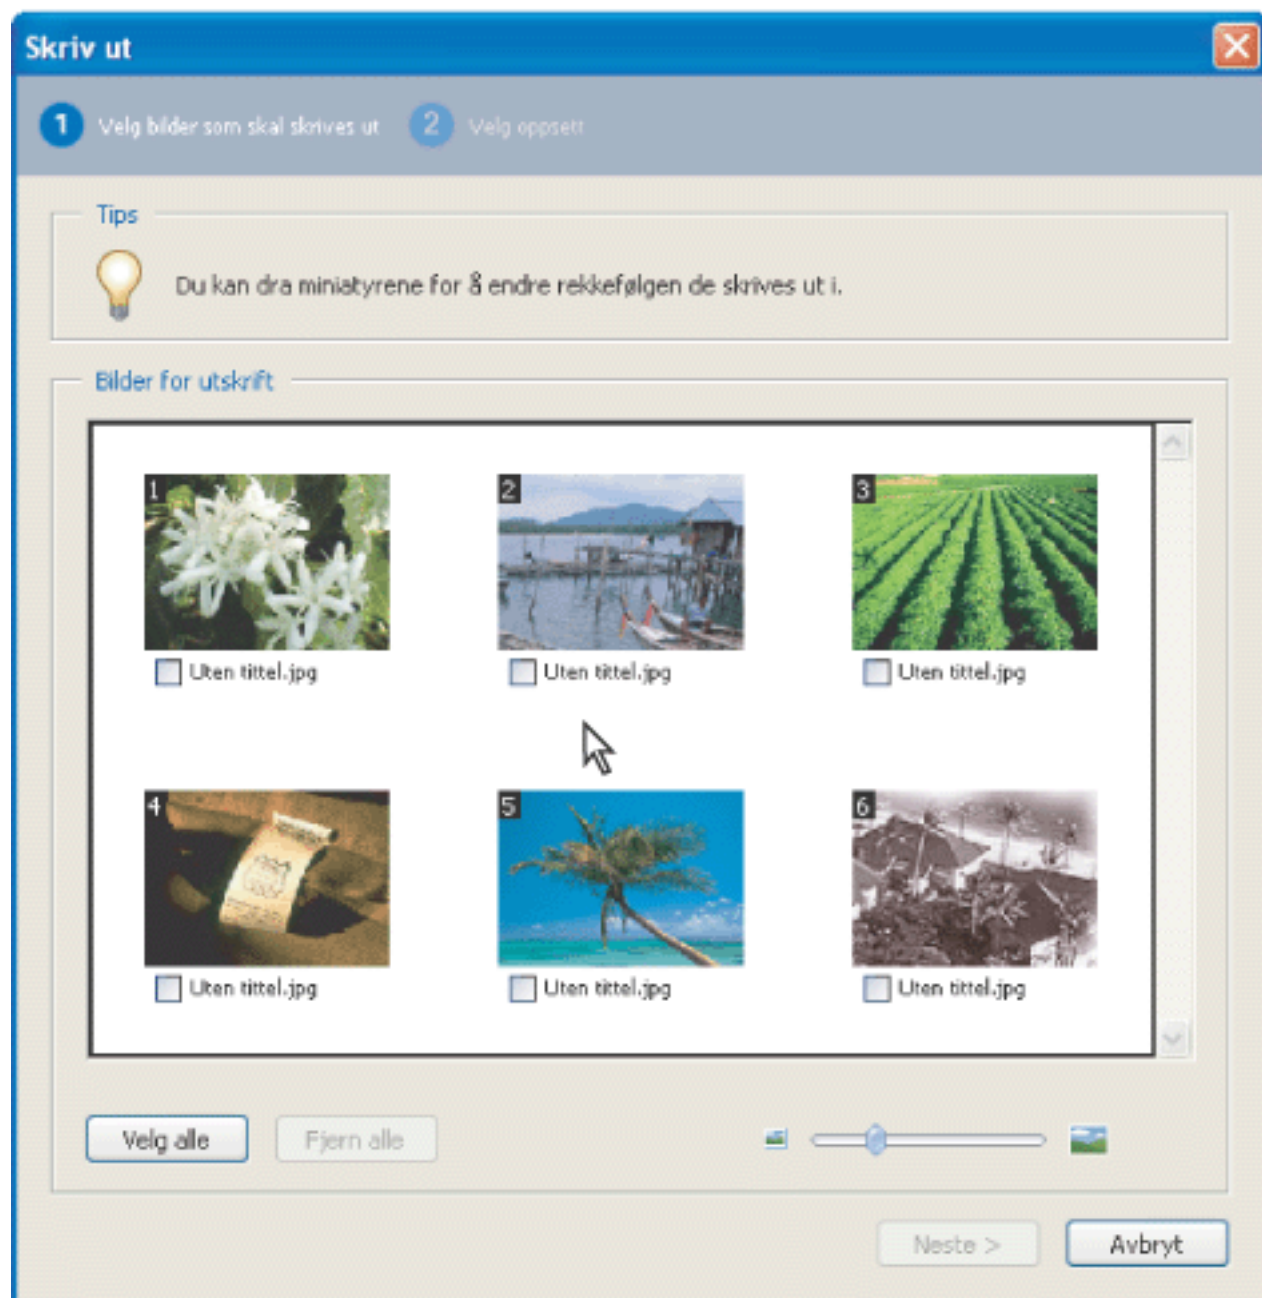 Skriv ut
1 Velg bilder som skal skrives ut 2 Velg oppsett
Tips
Du kan dra miniatyrene for å endre rekkefølgen de skrives ut i.
Bilder for utskrift
1 2 3
Uten tittel.jpg Uten tittel.jpg Uten tittel.jpg
4 5 6
Uten tittel.jpg Uten tittel.jpg Uten tittel.jpg
Velg alle Fjern alle
Neste > Avbryt